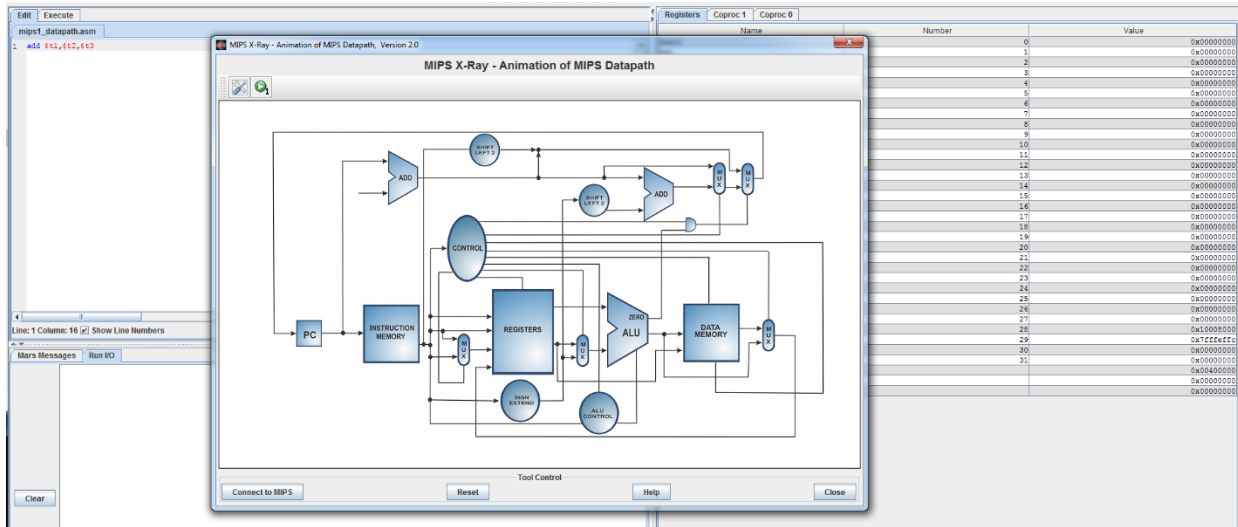 Edit Execute
mips1_datapath.asm
1 add $t1,$t2,$t3
Line: 1 Column: 16 Show Line Numbers
Mars Messages Run I/O
Clear
MIPS X-Ray - Animation of MIPS Datapath, Version 2.0
MIPS X-Ray - Animation of MIPS Datapath
SHIFT
LEFT 2
ADD
MUX
MUX
SHIFT
LEFT 2
ADD
CONTROL
PC
INSTRUCTION
MEMORY
MUX
REGISTERS
MUX
ZERO
ALU
DATA
MEMORY
MUX
SIGN
EXTEND
ALU
CONTROL
Tool Control
Connect to MIPS Reset Help Close
Registers Coproc 1 Coproc 0
Name Number Value
0 0x00000000
1 0x00000000
2 0x00000000
3 0x00000000
4 0x00000000
5 0x00000000
6 0x00000000
7 0x00000000
8 0x00000000
9 0x00000000
10 0x00000000
11 0x00000000
12 0x00000000
13 0x00000000
14 0x00000000
15 0x00000000
16 0x00000000
17 0x00000000
18 0x00000000
19 0x00000000
20 0x00000000
21 0x00000000
22 0x00000000
23 0x00000000
24 0x00000000
25 0x00000000
26 0x00000000
27 0x00000000
28 0x10008000
29 0x7fffeffc
30 0x00000000
31 0x00000000
0x00400000
0x00000000
0x00000000